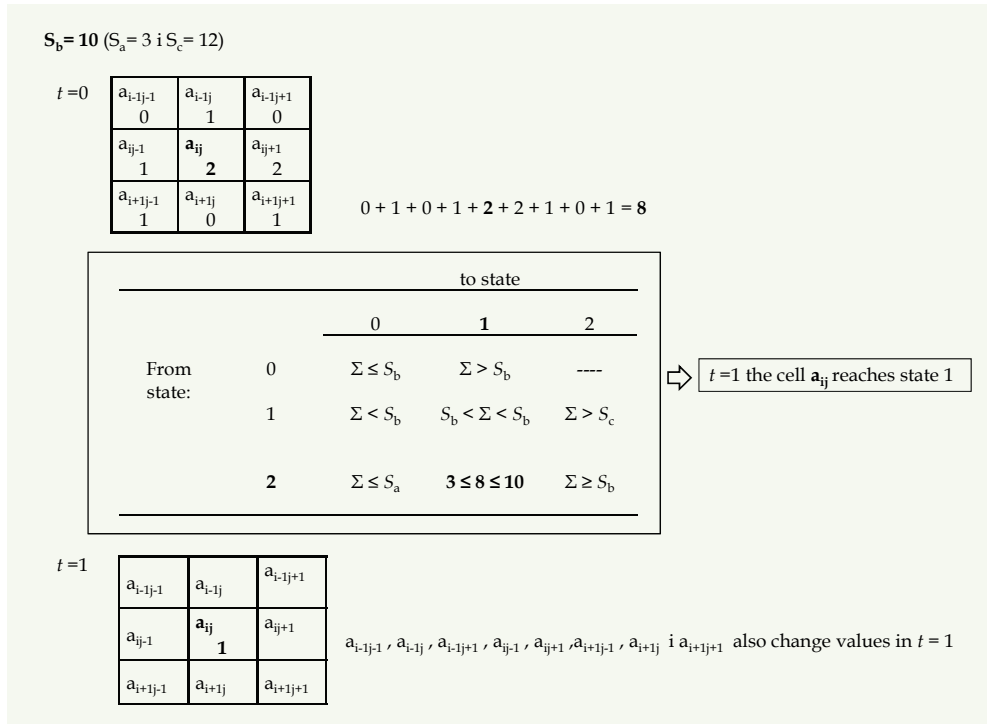 S_b= 10 (S_a= 3 i S_c= 12)
t =0
a_i-1j-1 a_i-1j a_i-1j+1
0 1 0
a_ij-1 a_ij a_ij+1
1 2 2
a_i+1j-1 a_i+1j a_i+1j+1
1 0 1
0 + 1 + 0 + 1 + 2 + 2 + 1 + 0 + 1 = 8
to state
0 1 2
From state: 0 Σ ≤ S_b Σ > S_b ----
1 Σ < S_b S_b < Σ < S_b Σ > S_c
2 Σ ≤ S_a 3 ≤ 8 ≤ 10 Σ ≥ S_b
t =1 the cell a_ij reaches state 1
t =1
a_i-1j-1 a_i-1j a_i-1j+1
a_ij-1 a_ij a_ij+1
1
a_i+1j-1 a_i+1j a_i+1j+1
a_i-1j-1 , a_i-1j , a_i-1j+1 , a_ij-1 , a_ij+1 ,a_i+1j-1 , a_i+1j i a_i+1j+1 also change values in t = 1